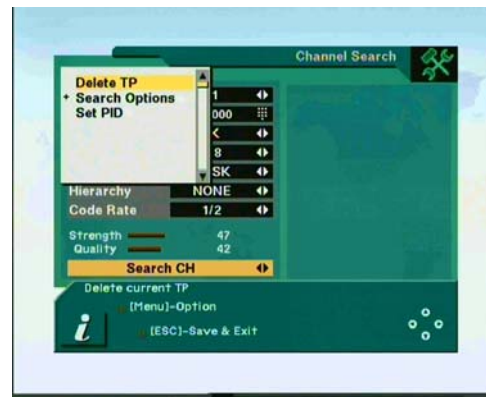 Channel Search
Delete TP
+ Search Options
Set PID
1
000
K
8
SK
Hierarchy NONE
Code Rate 1/2
Strength 47
Quality 42
Search CH
Delete current TP
[Menu]-Option
[ESC]-Save & Exit
i